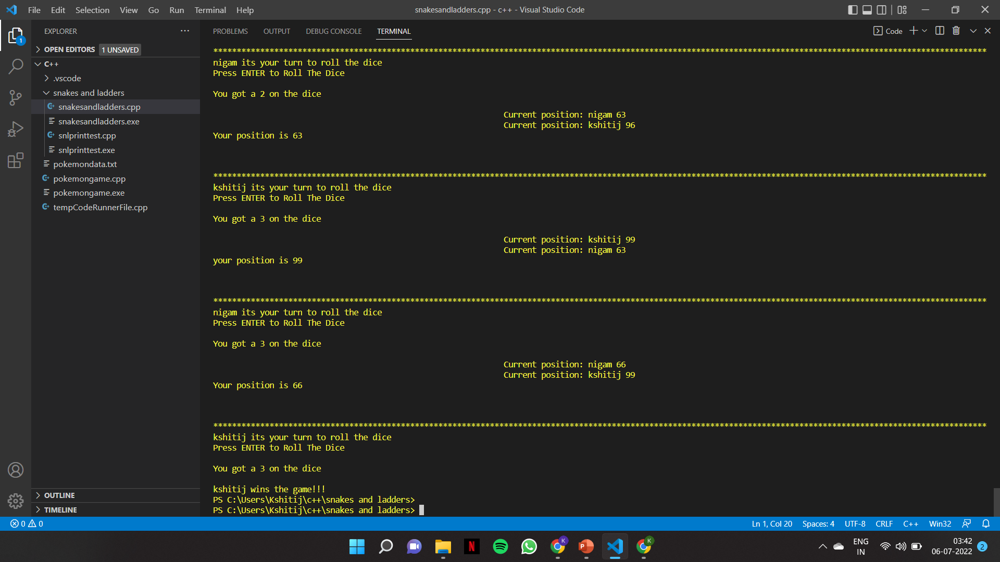 File Edit Selection View Go Run Terminal Help
snakesandladders.cpp - c++ - Visual Studio Code
EXPLORER
OPEN EDITORS 1 UNSAVED
C++
.vscode
snakes and ladders
snakesandladders.cpp
snakesandladders.exe
snlprinttest.cpp
snlprinttest.exe
pokemondata.txt
pokemongame.cpp
pokemongame.exe
tempCodeRunnerFile.cpp
OUTLINE
TIMELINE
1
PROBLEMS OUTPUT DEBUG CONSOLE TERMINAL
Code
*********************************************************************************************************************************************************************
nigam its your turn to roll the dice
Press ENTER to Roll The Dice
You got a 2 on the dice
Current position: nigam 63
Current position: kshitij 96
Your position is 63
*********************************************************************************************************************************************************************
kshitij its your turn to roll the dice
Press ENTER to Roll The Dice
You got a 3 on the dice
Current position: kshitij 99
Current position: nigam 63
your position is 99
*********************************************************************************************************************************************************************
nigam its your turn to roll the dice
Press ENTER to Roll The Dice
You got a 3 on the dice
Current position: nigam 66
Current position: kshitij 99
Your position is 66
*********************************************************************************************************************************************************************
kshitij its your turn to roll the dice
Press ENTER to Roll The Dice
You got a 3 on the dice
kshitij wins the game!!!
PS C:\Users\Kshitij\c++\snakes and ladders>
PS C:\Users\Kshitij\c++\snakes and ladders>
0 0
Ln 1, Col 20 Spaces: 4 UTF-8 CRLF C++ Win32
N
K
P
K
ENG
IN
03:42
06-07-2022
2